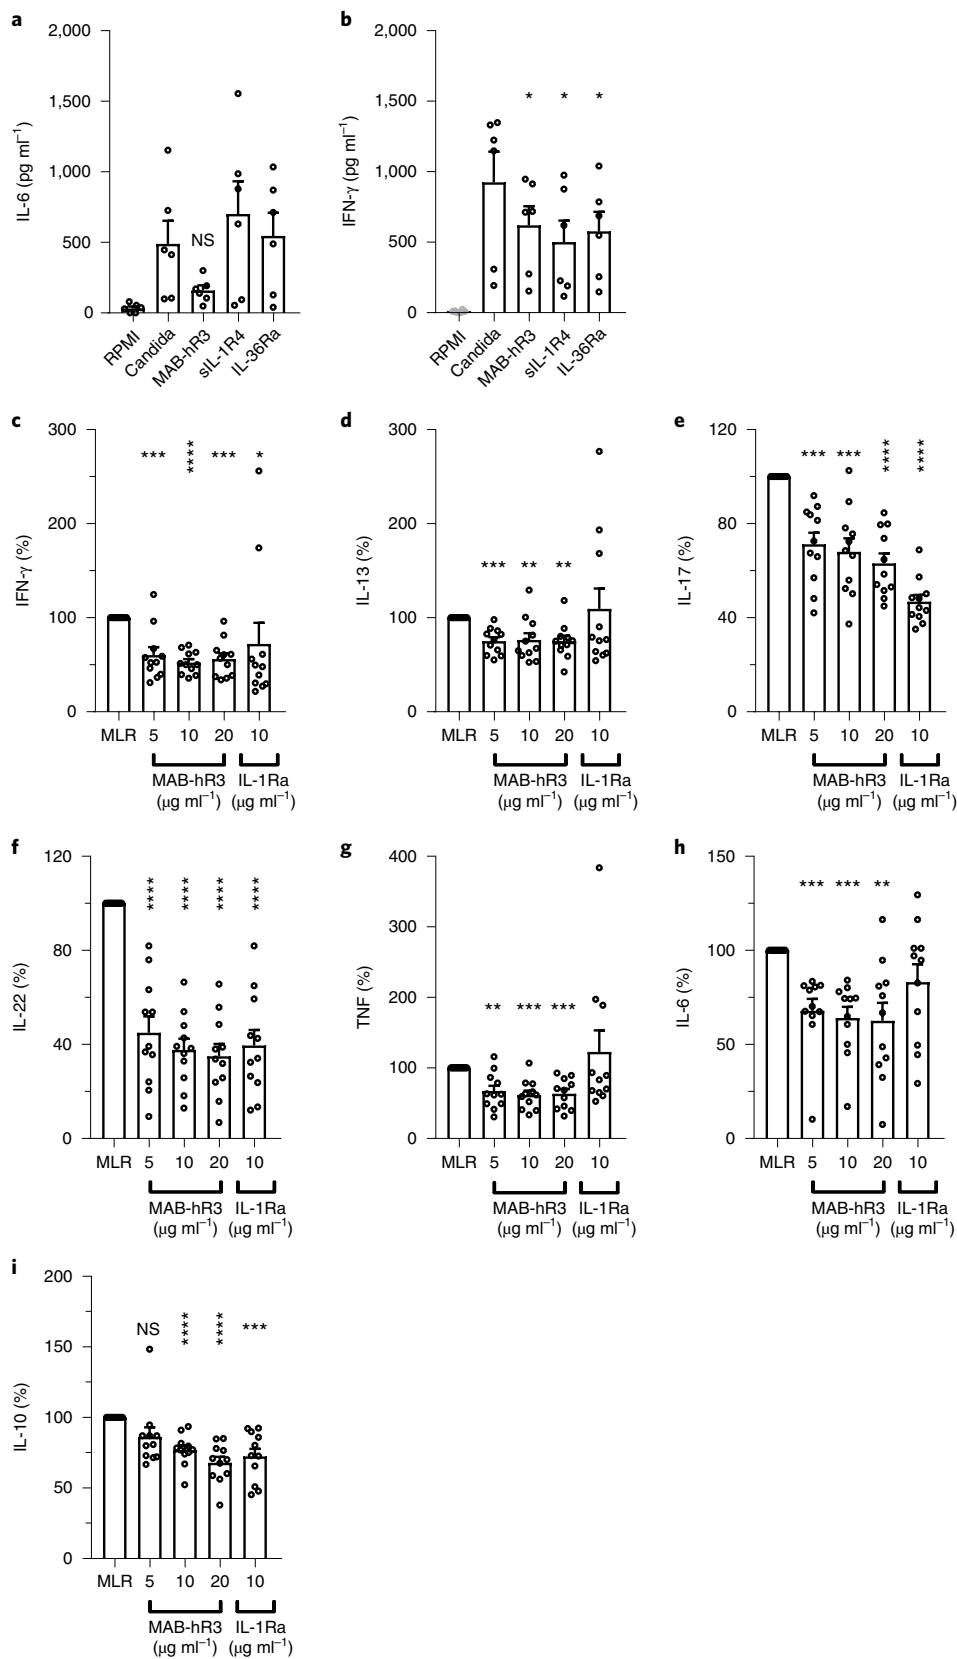 a
2,000
1,500
1,000
500
0
IL-6 (pg ml⁻¹)
NS
RPMI
Candida
MAB-hR3
sIL-1R4
IL-36Ra
b
2,000
1,500
1,000
500
0
IFN-γ (pg ml⁻¹)
* * *
RPMI
Candida
MAB-hR3
sIL-1R4
IL-36Ra
c
300
200
100
0
IFN-γ (%)
*** **** *** *
MLR 5 10 20 10
MAB-hR3 IL-1Ra
(μg ml⁻¹) (μg ml⁻¹)
d
300
200
100
0
IL-13 (%)
*** ** **
MLR 5 10 20 10
MAB-hR3 IL-1Ra
(μg ml⁻¹) (μg ml⁻¹)
e
120
80
40
0
IL-17 (%)
*** *** **** ****
MLR 5 10 20 10
MAB-hR3 IL-1Ra
(μg ml⁻¹) (μg ml⁻¹)
f
120
80
40
0
IL-22 (%)
**** **** **** ****
MLR 5 10 20 10
MAB-hR3 IL-1Ra
(μg ml⁻¹) (μg ml⁻¹)
g
400
300
200
100
0
TNF (%)
** *** ***
MLR 5 10 20 10
MAB-hR3 IL-1Ra
(μg ml⁻¹) (μg ml⁻¹)
h
150
100
50
0
IL-6 (%)
*** *** **
MLR 5 10 20 10
MAB-hR3 IL-1Ra
(μg ml⁻¹) (μg ml⁻¹)
i
200
150
100
50
0
IL-10 (%)
NS **** **** ***
MLR 5 10 20 10
MAB-hR3 IL-1Ra
(μg ml⁻¹) (μg ml⁻¹)